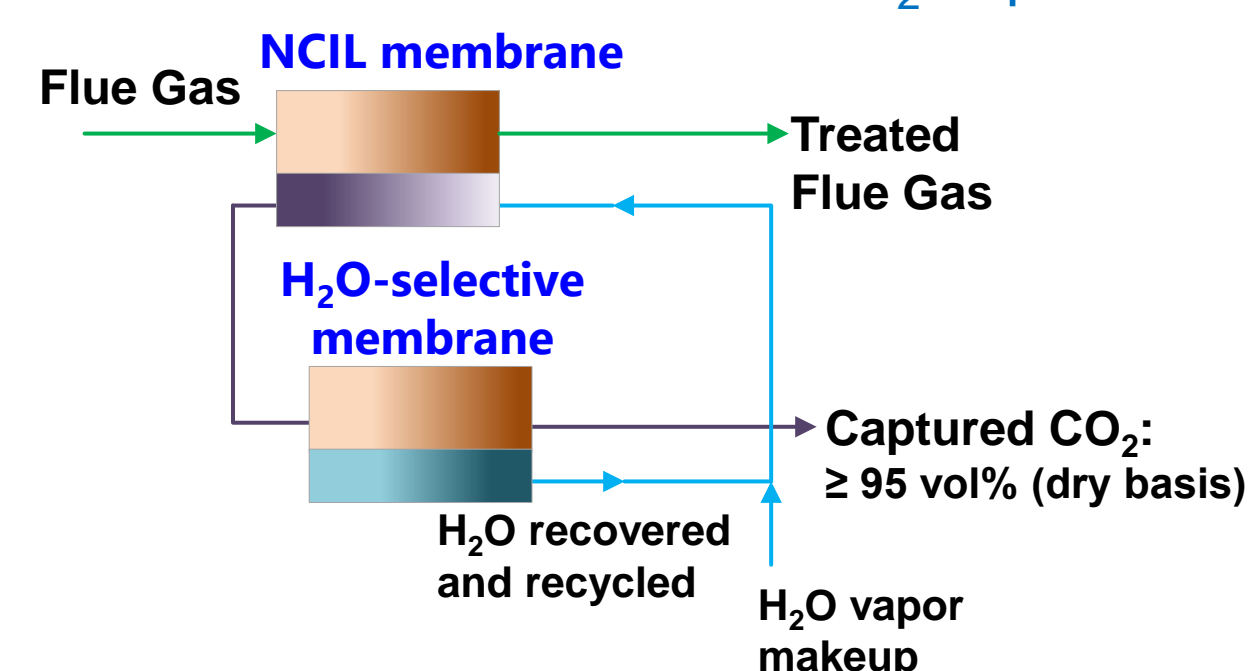 NCIL membrane
Flue Gas
Treated
Flue Gas
H₂O-selective
membrane
Captured CO₂:
≥ 95 vol% (dry basis)
H₂O recovered
and recycled
H₂O vapor
makeup